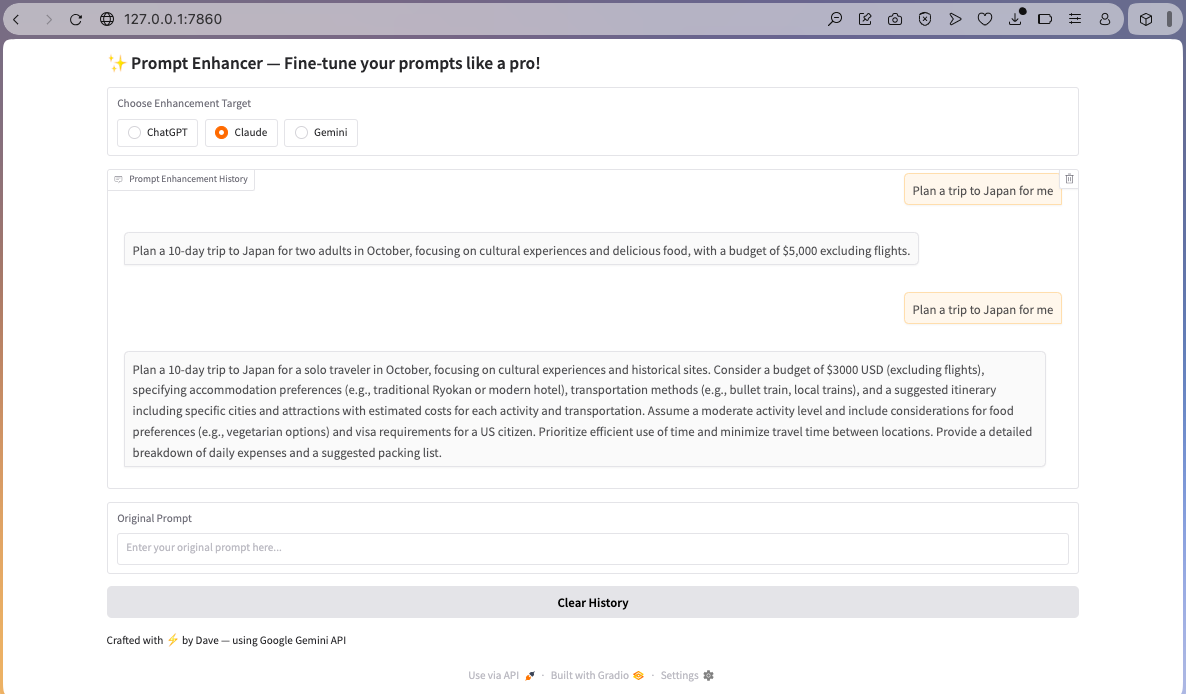 127.0.0.1:7860
✨ Prompt Enhancer — Fine-tune your prompts like a pro!
Choose Enhancement Target
ChatGPT Claude Gemini
Prompt Enhancement History
Plan a trip to Japan for me
Plan a 10-day trip to Japan for two adults in October, focusing on cultural experiences and delicious food, with a budget of $5,000 excluding flights.
Plan a trip to Japan for me
Plan a 10-day trip to Japan for a solo traveler in October, focusing on cultural experiences and historical sites. Consider a budget of $3000 USD (excluding flights),
specifying accommodation preferences (e.g., traditional Ryokan or modern hotel), transportation methods (e.g., bullet train, local trains), and a suggested itinerary
including specific cities and attractions with estimated costs for each activity and transportation. Assume a moderate activity level and include considerations for food
preferences (e.g., vegetarian options) and visa requirements for a US citizen. Prioritize efficient use of time and minimize travel time between locations. Provide a detailed
breakdown of daily expenses and a suggested packing list.
Original Prompt
Enter your original prompt here...
Clear History
Crafted with ⚡ by Dave — using Google Gemini API
Use via API 🚀 · Built with Gradio · Settings ⚙️